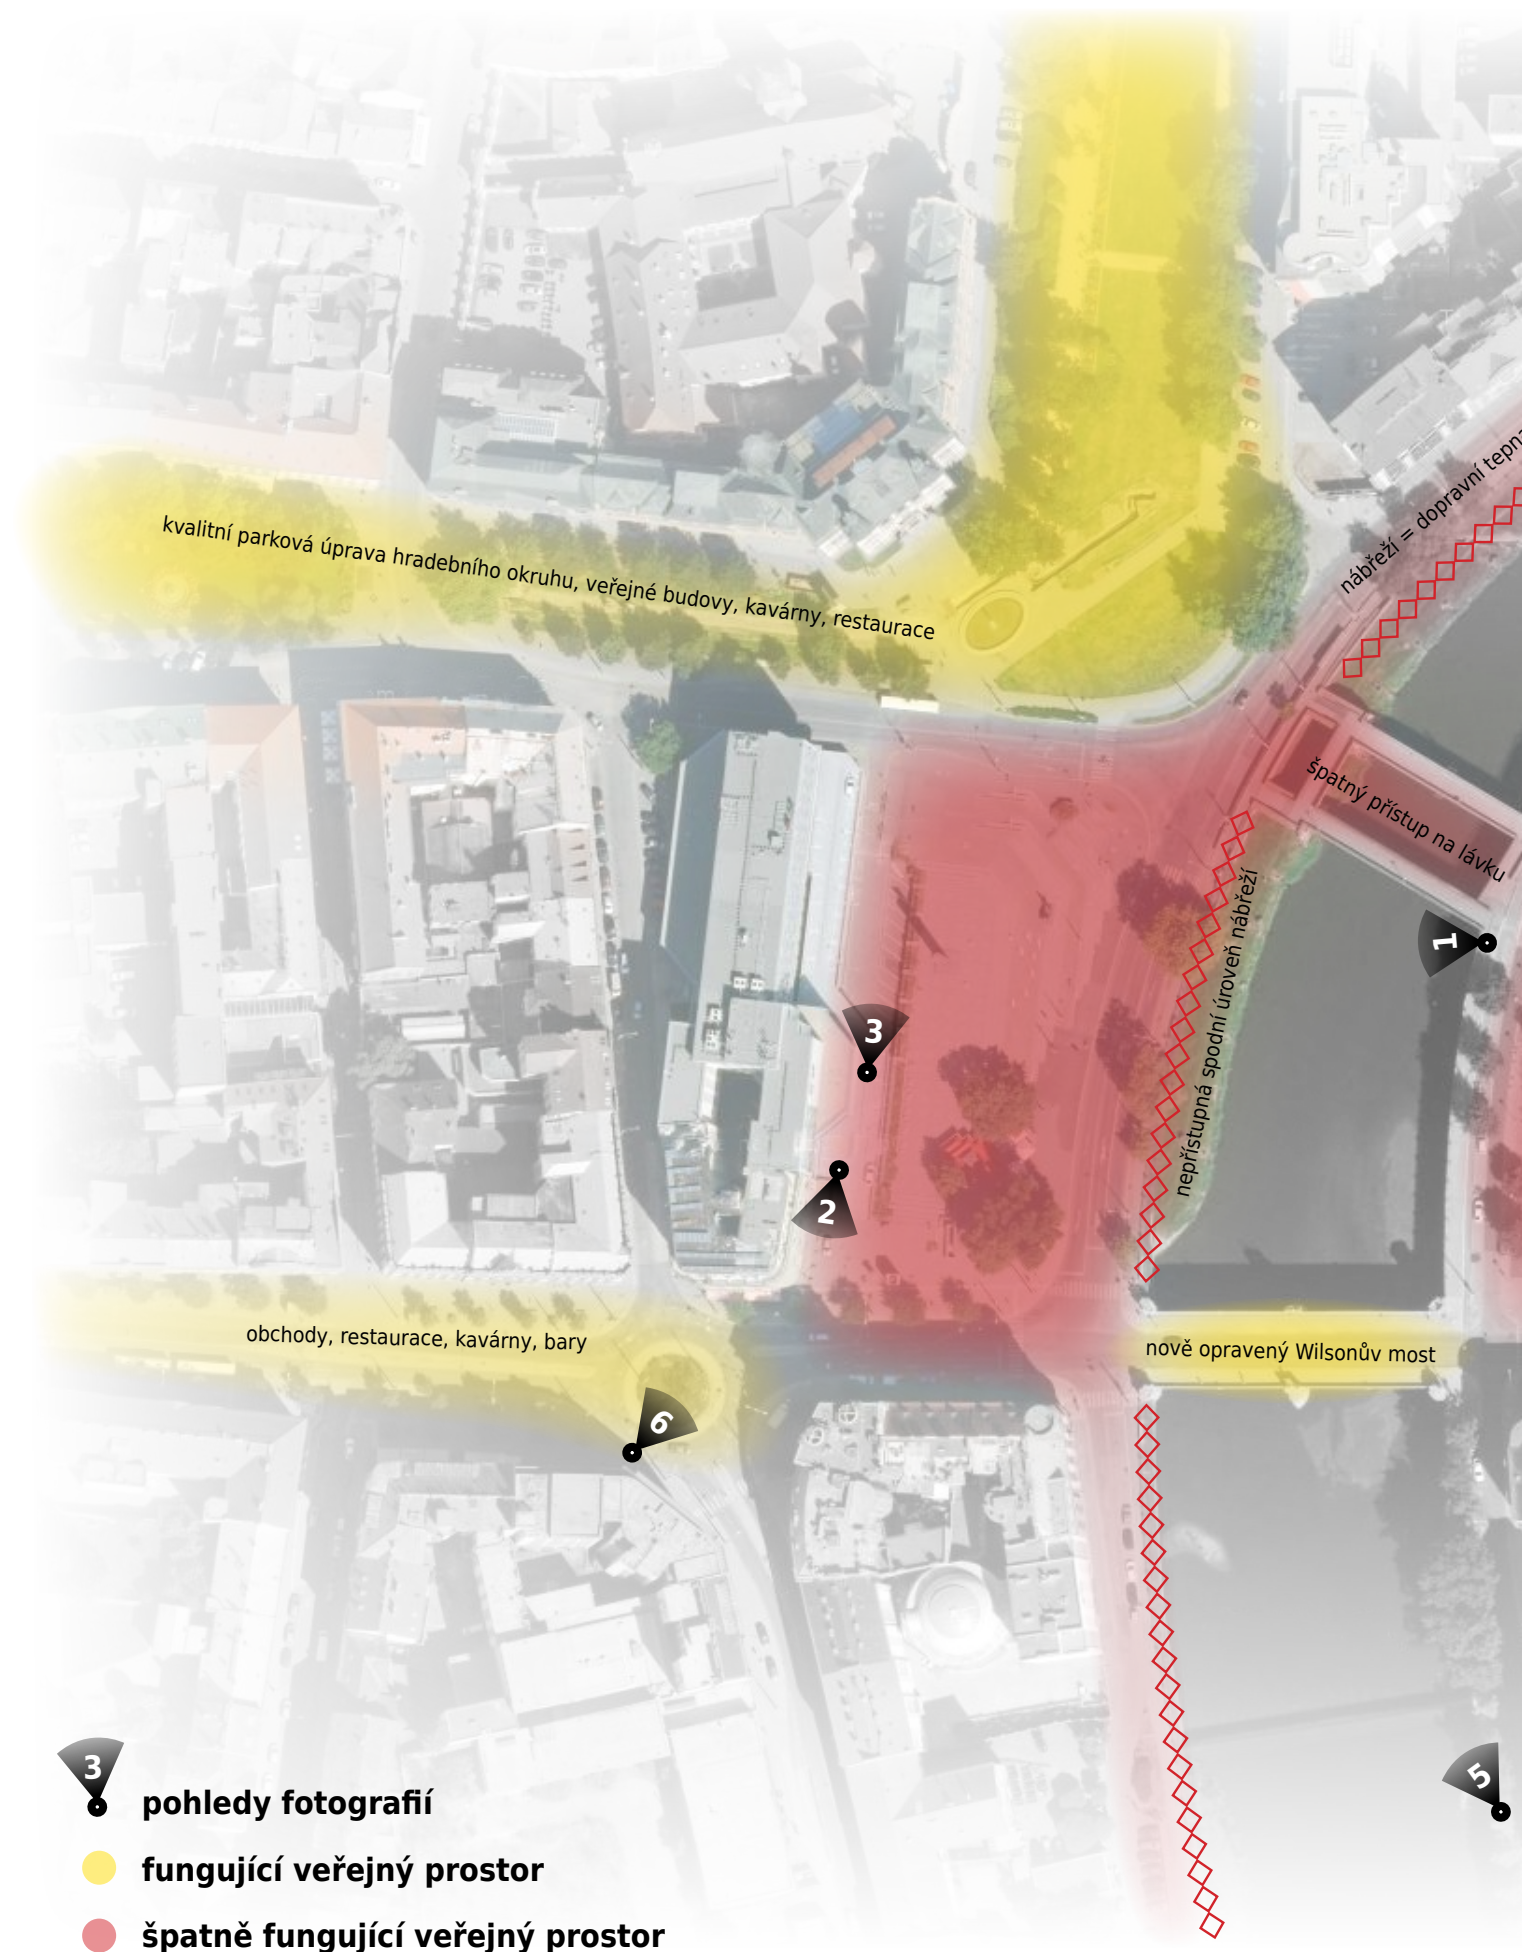 nábřeží = dopravní tepna
kvalitní parková úprava hradebního okruhu, veřejné budovy, kavárny, restaurace
špatný přístup na lávku
nepřístupná spodní úroveň nábřeží
1
3
2
obchody, restaurace, kavárny, bary
nově opravený Wilsonův most
6
5
3
pohledy fotografií
fungující veřejný prostor
špatně fungující veřejný prostor